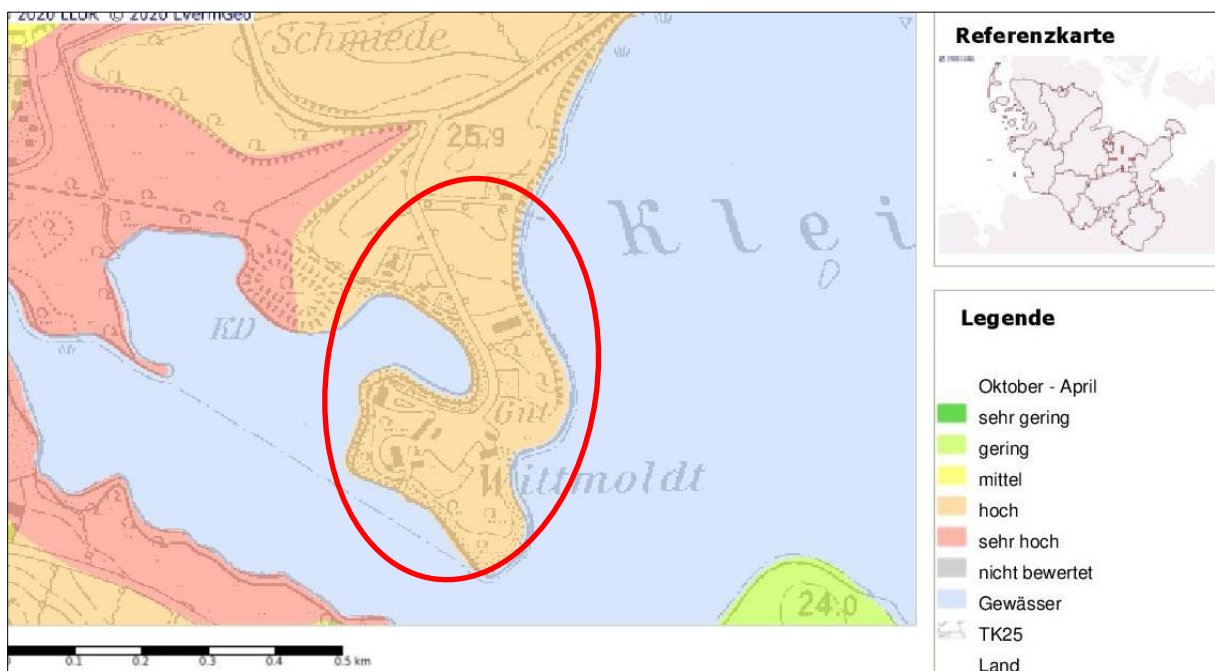 2020 LLUR © 2020 LVermGeo
Schmiede
25,9
Klei
KD
Gut
Wittmoldt
24.0
0.1 0.2 0.3 0.4 0.5 km
Referenzkarte
Legende
Oktober - April
sehr gering
gering
mittel
hoch
sehr hoch
nicht bewertet
Gewässer
TK25
Land